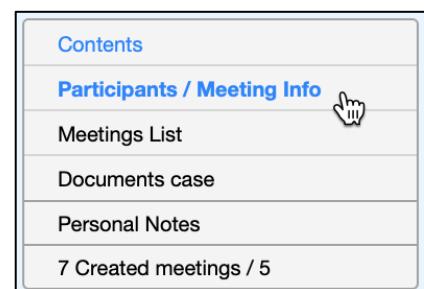 Contents
Participants / Meeting Info
Meetings List
Documents case
Personal Notes
7 Created meetings / 5